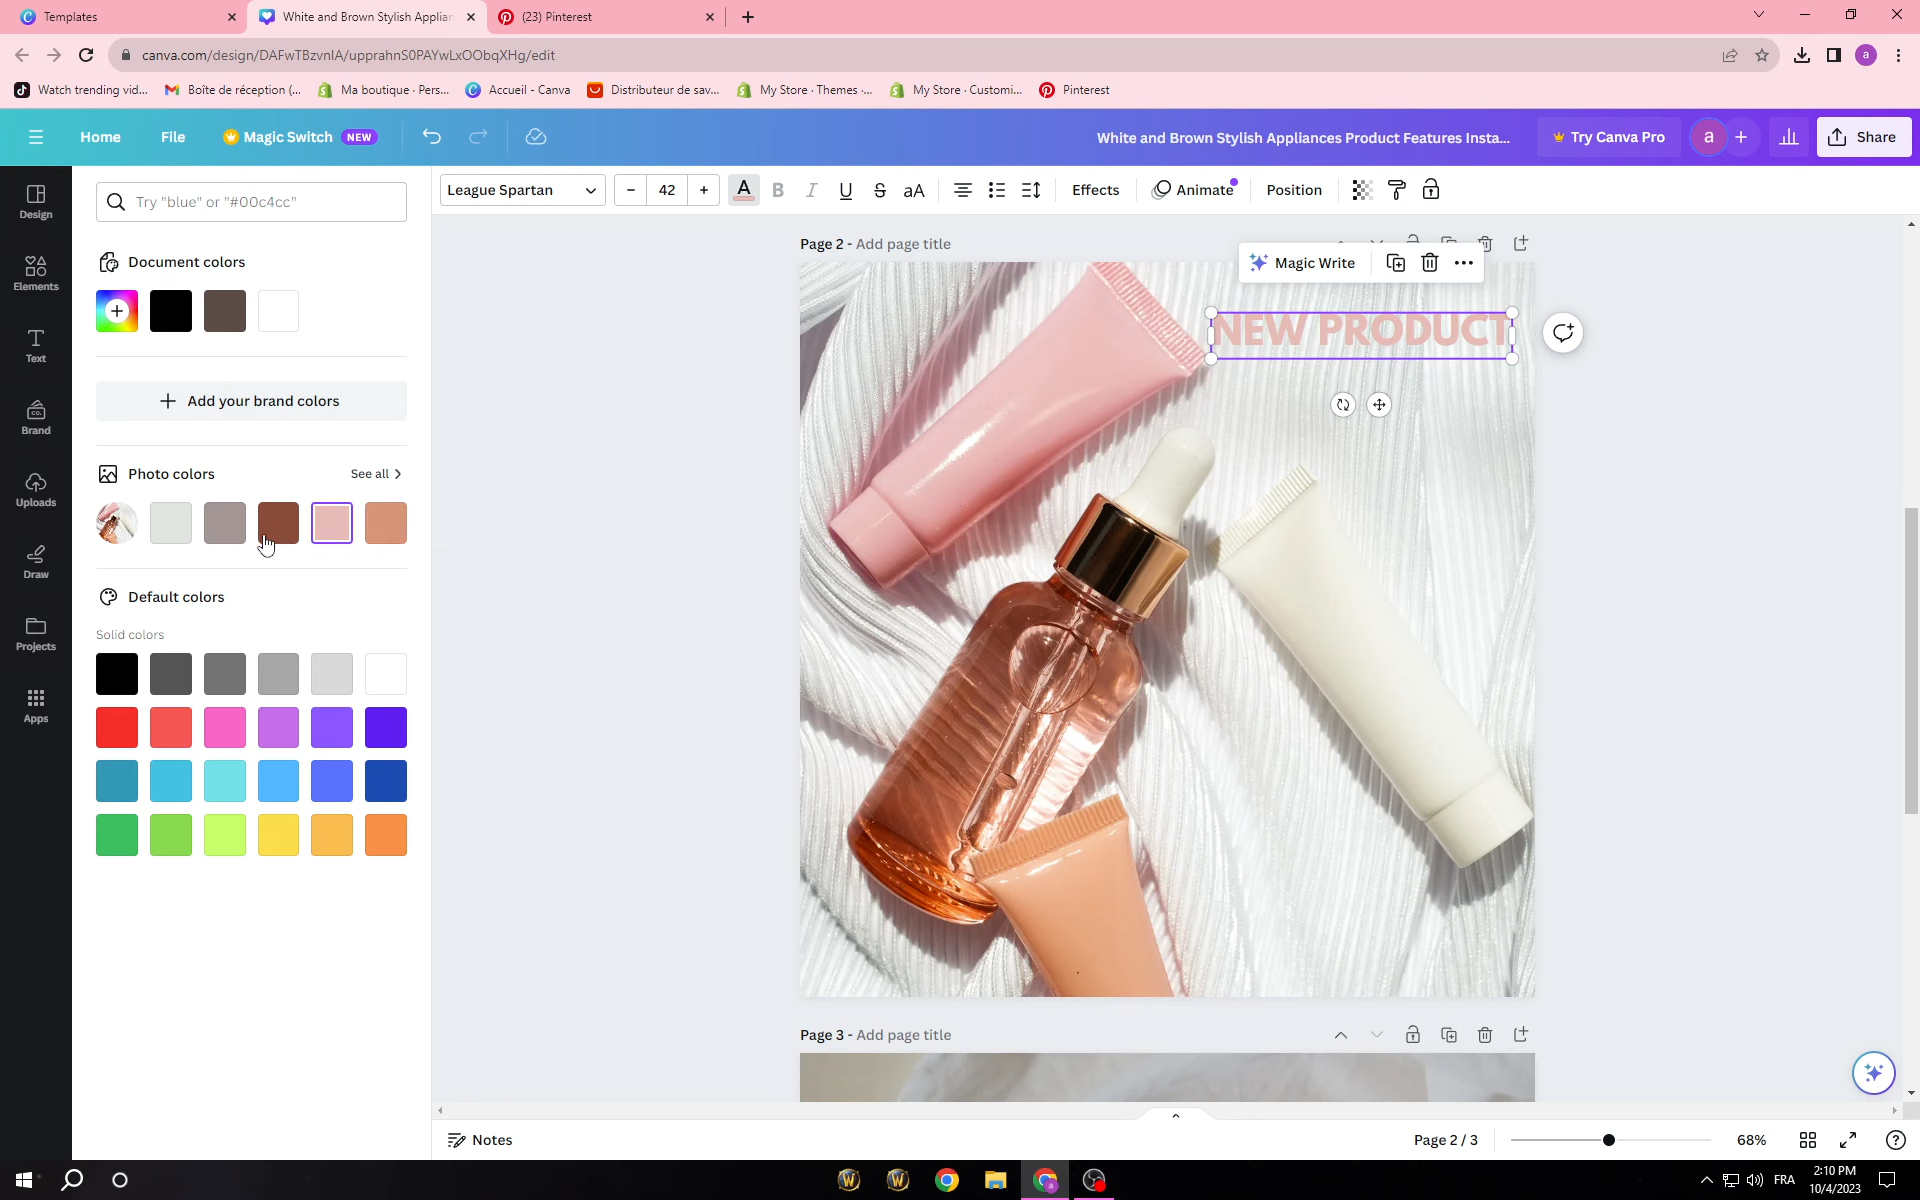 Templates
White and Brown Stylish Applian
(23) Pinterest
canva.com/design/DAFwTBzvnIA/upprahnS0PAYwLxOObqXHg/edit
a
Watch trending vid...
Boîte de réception (...
Ma boutique · Pers...
Accueil - Canva
Distributeur de sav...
My Store · Themes ·...
My Store · Customi...
Pinterest
Home
File
Magic Switch
NEW
White and Brown Stylish Appliances Product Features Insta...
Try Canva Pro
a
Share
Design
Elements
Text
Brand
Uploads
Draw
Projects
Apps
Try "blue" or "#00c4cc"
Document colors
Add your brand colors
Photo colors
See all
Default colors
Solid colors
League Spartan
42
A
B
I
U
S
aA
Effects
Animate
Position
Page 2 - Add page title
Magic Write
NEW PRODUCT
Page 3 - Add page title
Notes
Page 2 / 3
68%
FRA
2:10 PM
10/4/2023